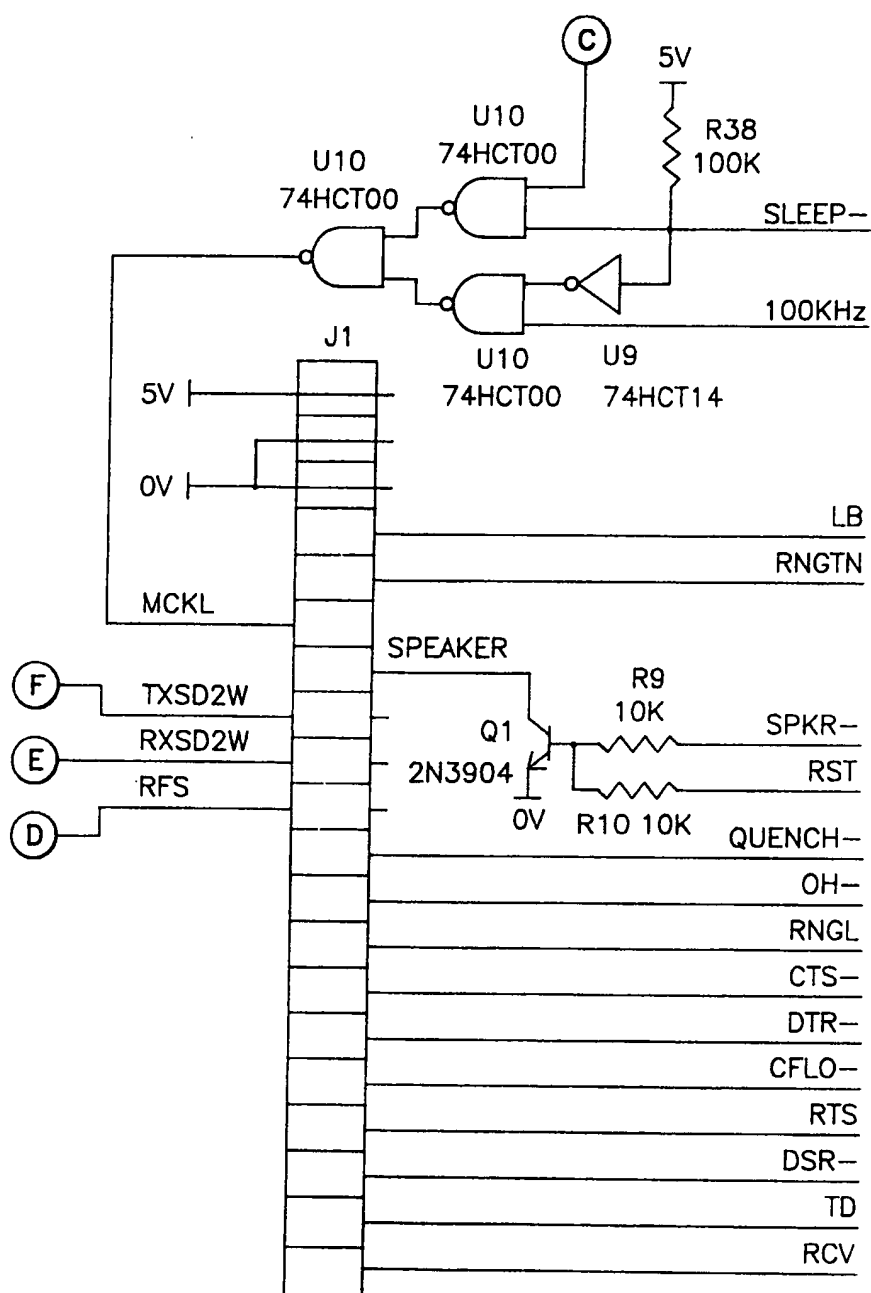 C
5V
R38
100K
U10
74HCT00
U10
74HCT00
SLEEP-
100KHz
J1
U10
74HCT00
U9
74HCT14
5V
0V
LB
RNGTN
MCKL
SPEAKER
F
TXSD2W
R9
10K
Q1
2N3904
SPKR-
E
RXSD2W
RST
RFS
0V
R10 10K
D
QUENCH-
OH-
RNGL
CTS-
DTR-
CFLO-
RTS
DSR-
TD
RCV